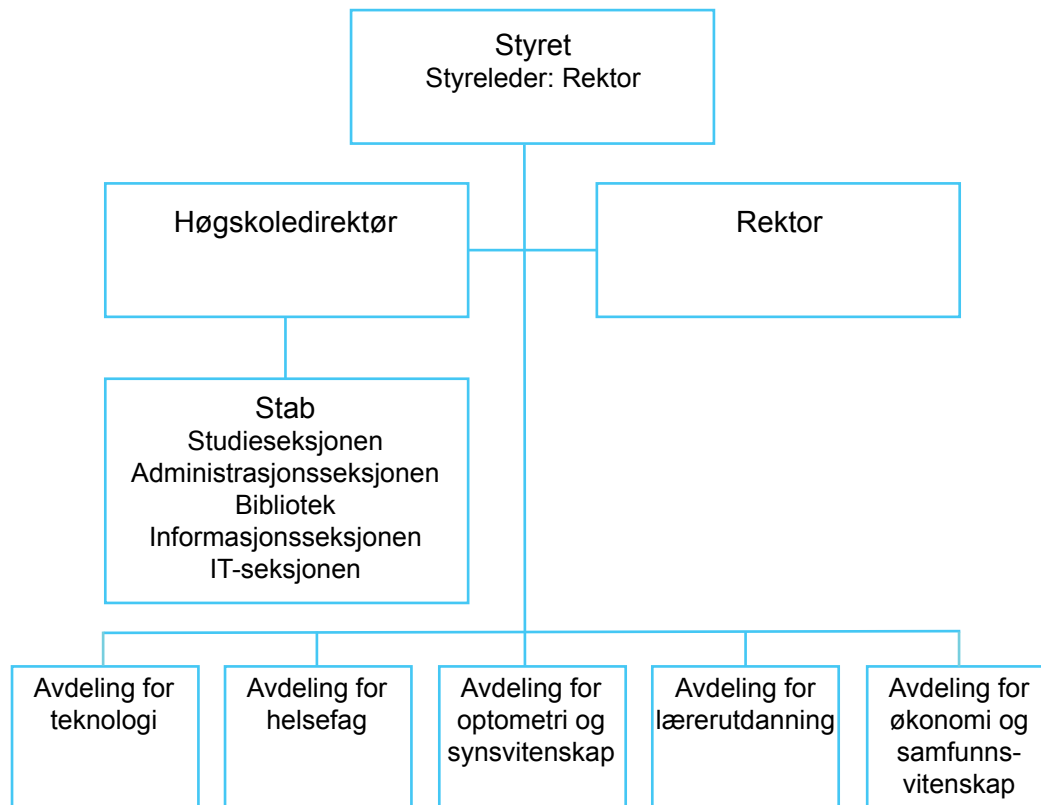 Styret
Styreleder: Rektor
Høgskoledirektør
Rektor
Stab
Studieseksjonen
Administrasjonsseksjonen
Bibliotek
Informasjonsseksjonen
IT-seksjonen
Avdeling for
teknologi
Avdeling for
helsefag
Avdeling for
optometri og
synsvitenskap
Avdeling for
lærerutdanning
Avdeling for
økonomi og
samfunns-
vitenskap